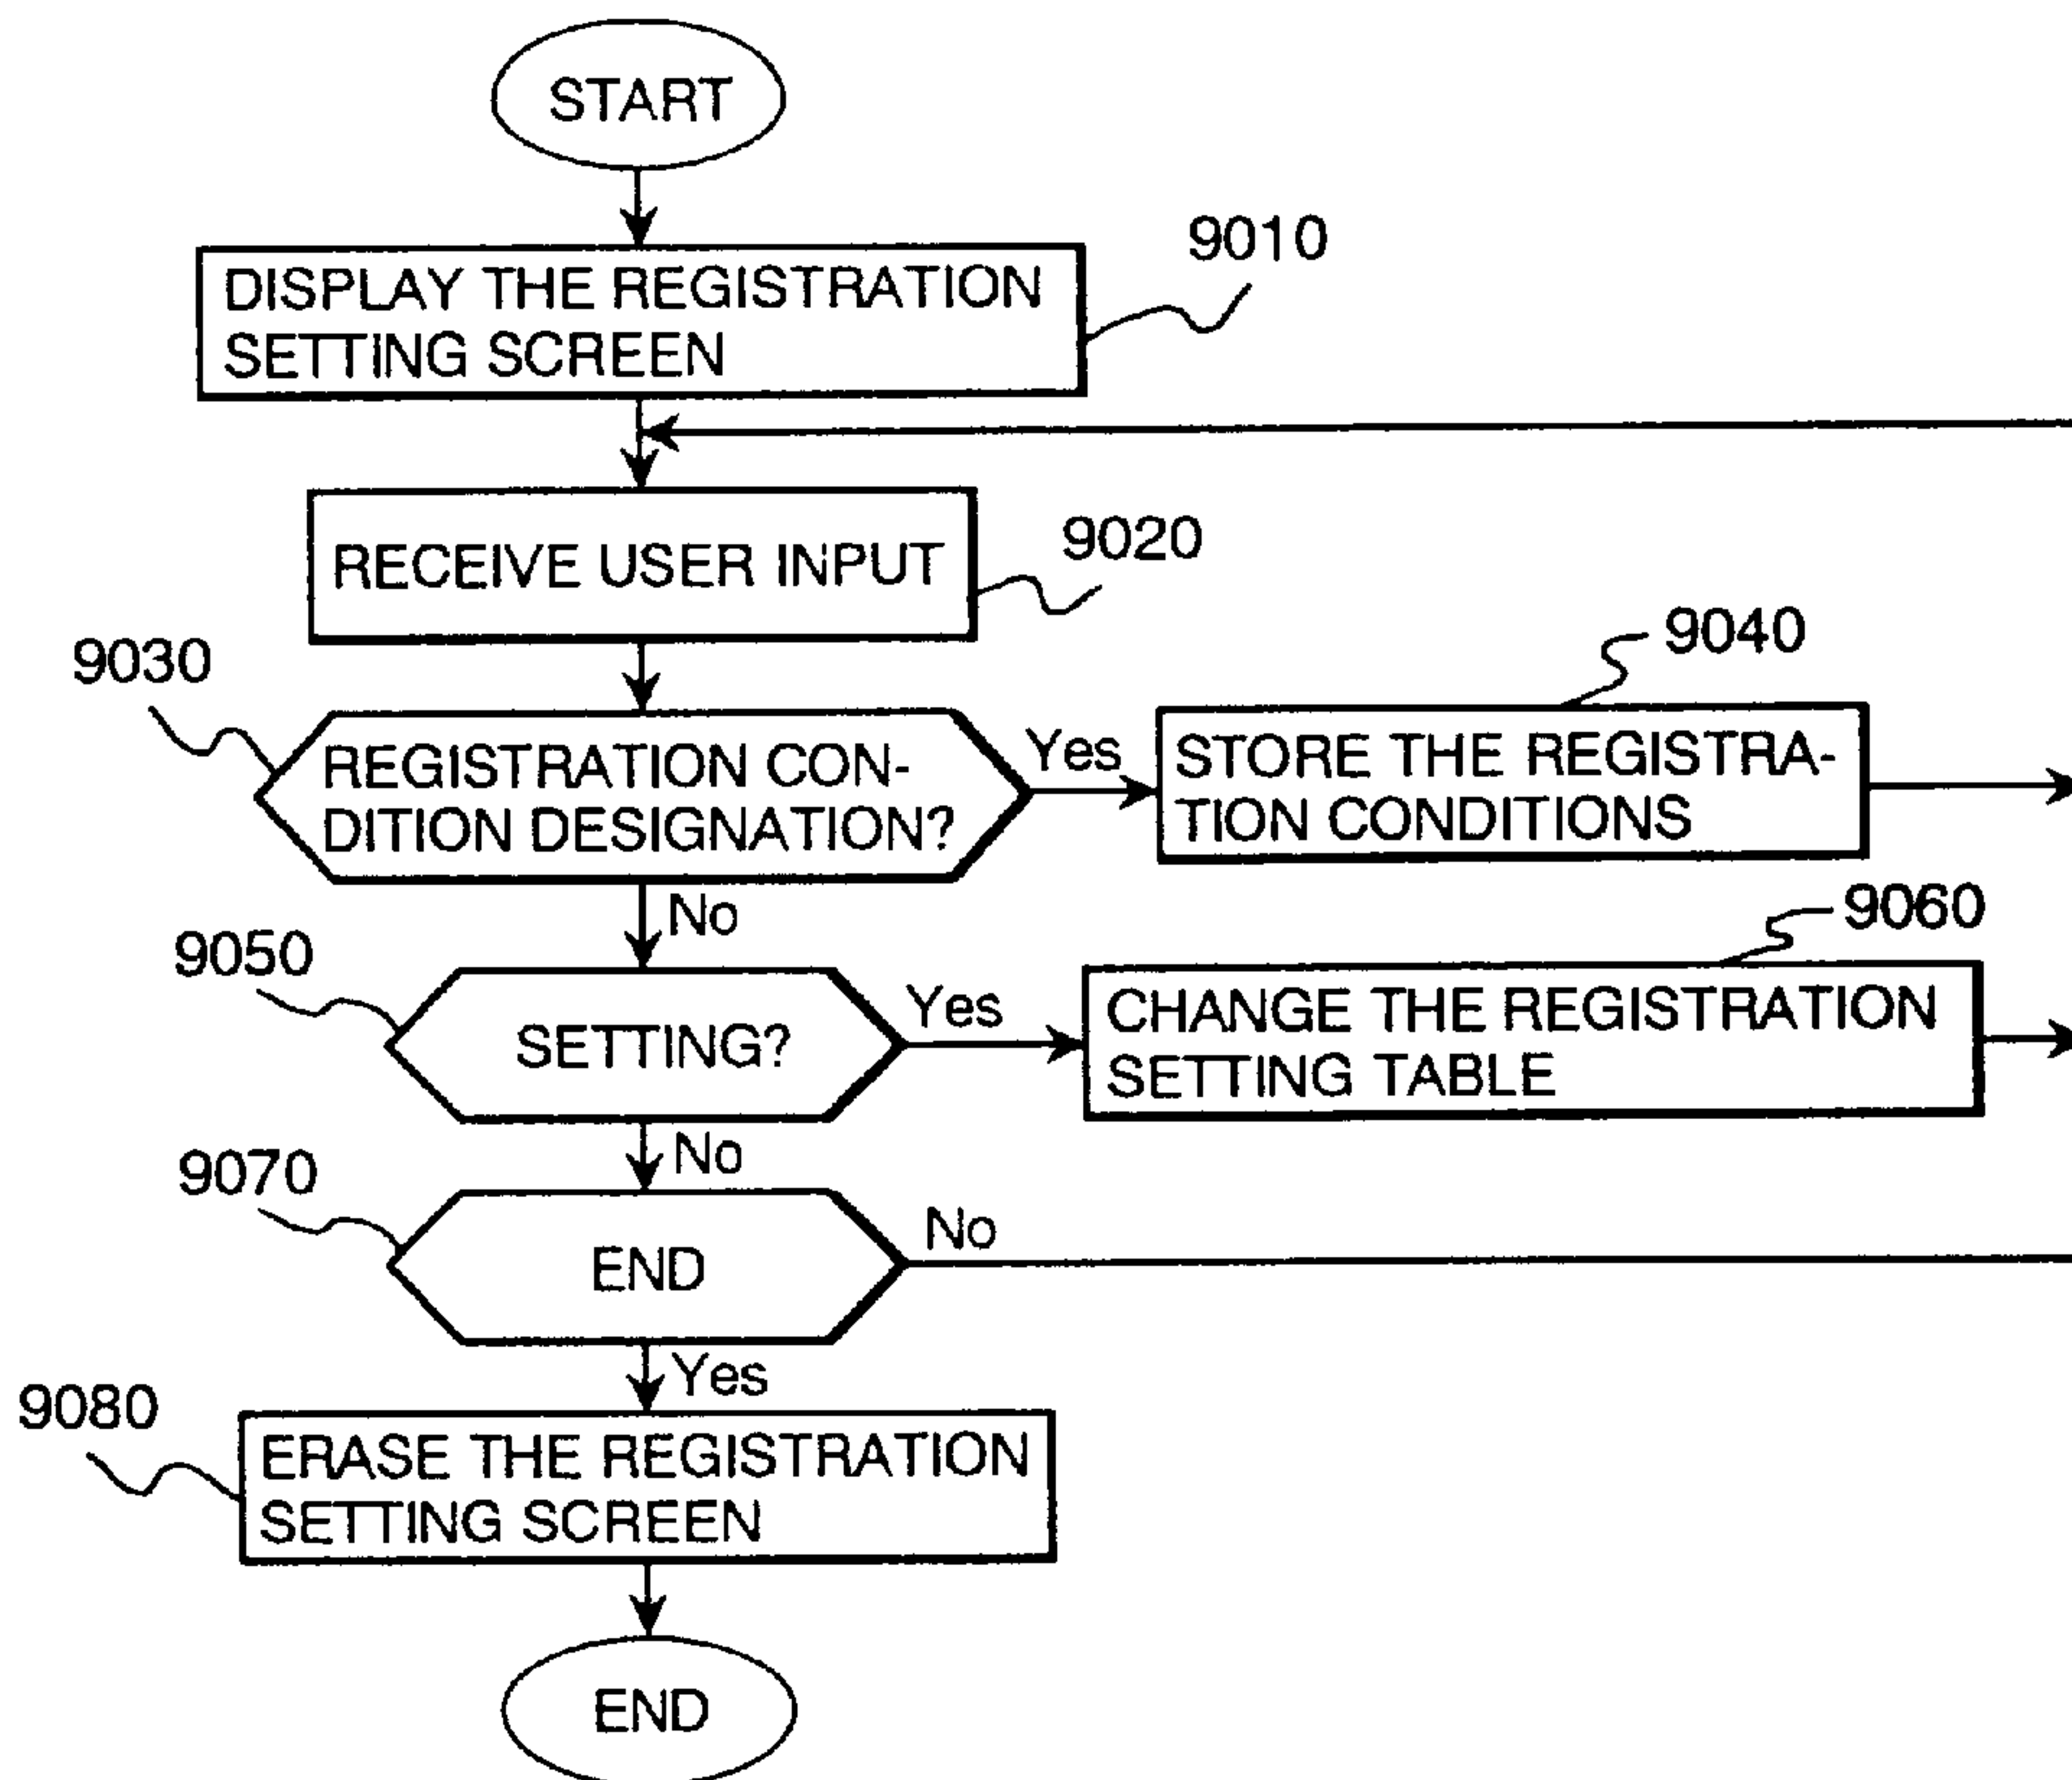 START
9010
DISPLAY THE REGISTRATION
SETTING SCREEN
9020
RECEIVE USER INPUT
9030
REGISTRATION CON-
DITION DESIGNATION?
Yes
9040
STORE THE REGISTRA-
TION CONDITIONS
No
9050
SETTING?
Yes
9060
CHANGE THE REGISTRATION
SETTING TABLE
No
9070
END
No
Yes
9080
ERASE THE REGISTRATION
SETTING SCREEN
END